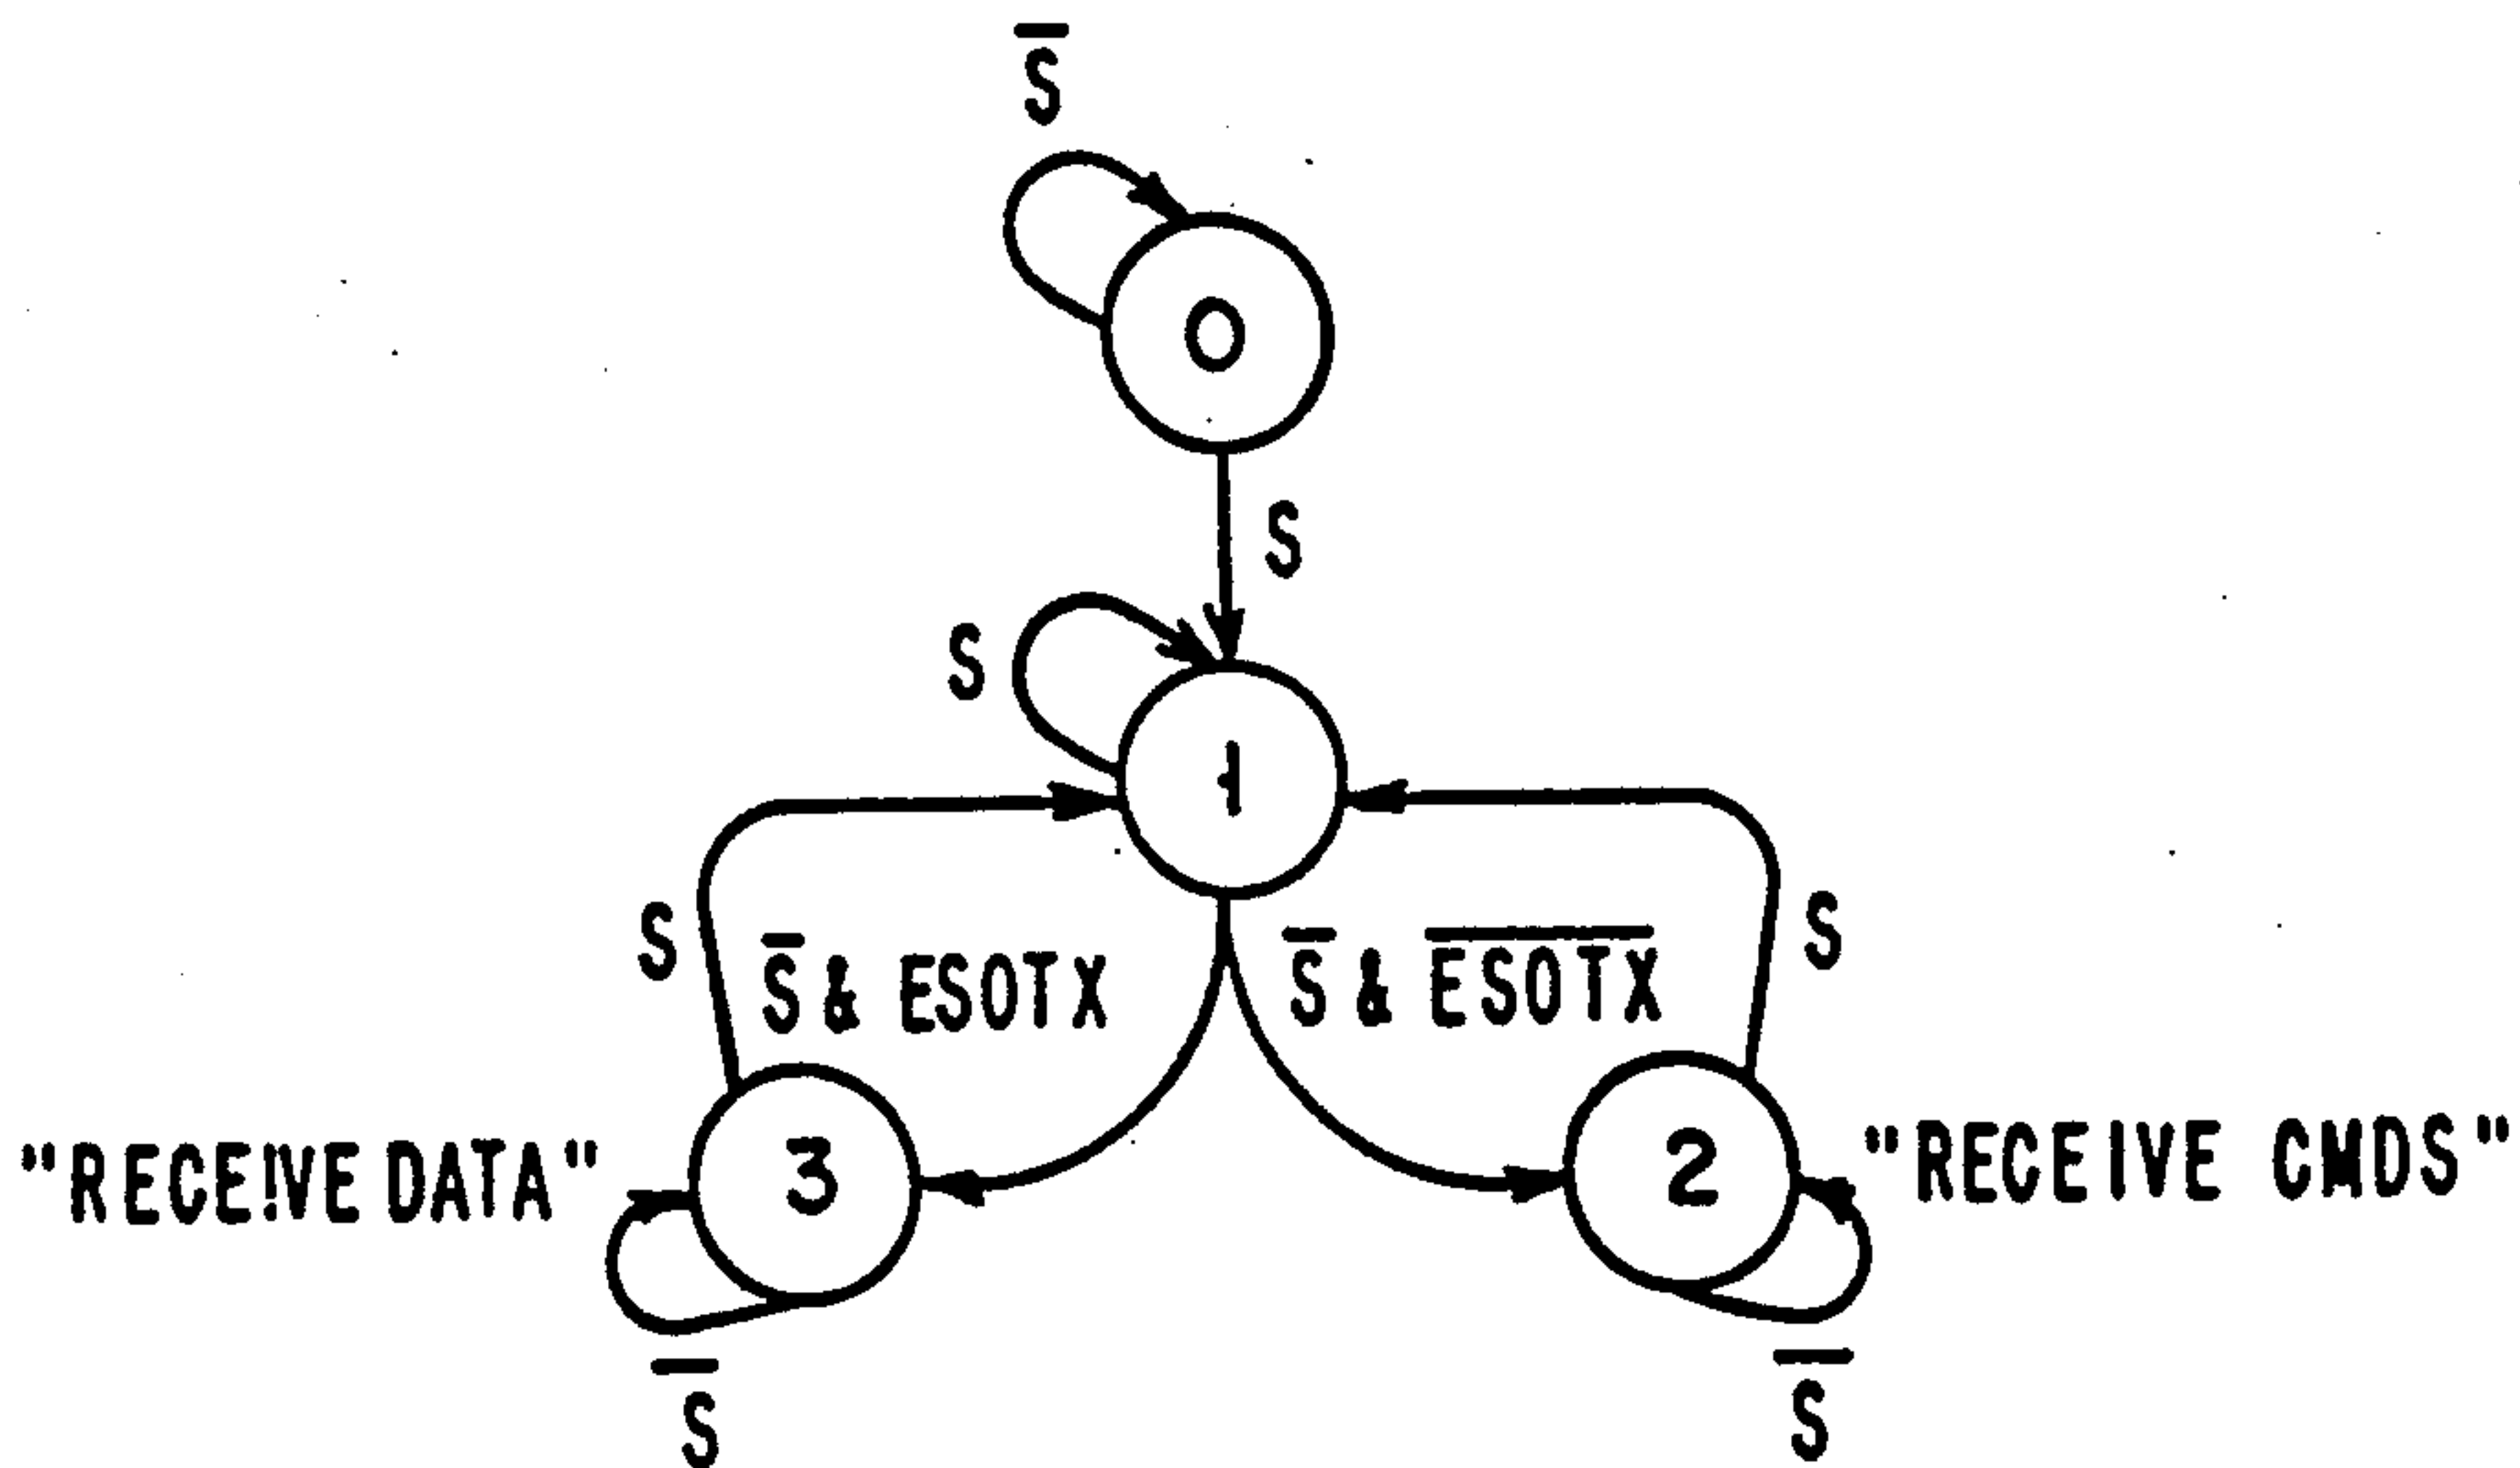 S̅
0
S
S
1
S
S̅ & ESOTX
S̅ & E̅S̅O̅T̅X̅
S
"RECEIVE DATA"
3
2
"RECEIVE CMDS"
S̅
S̅